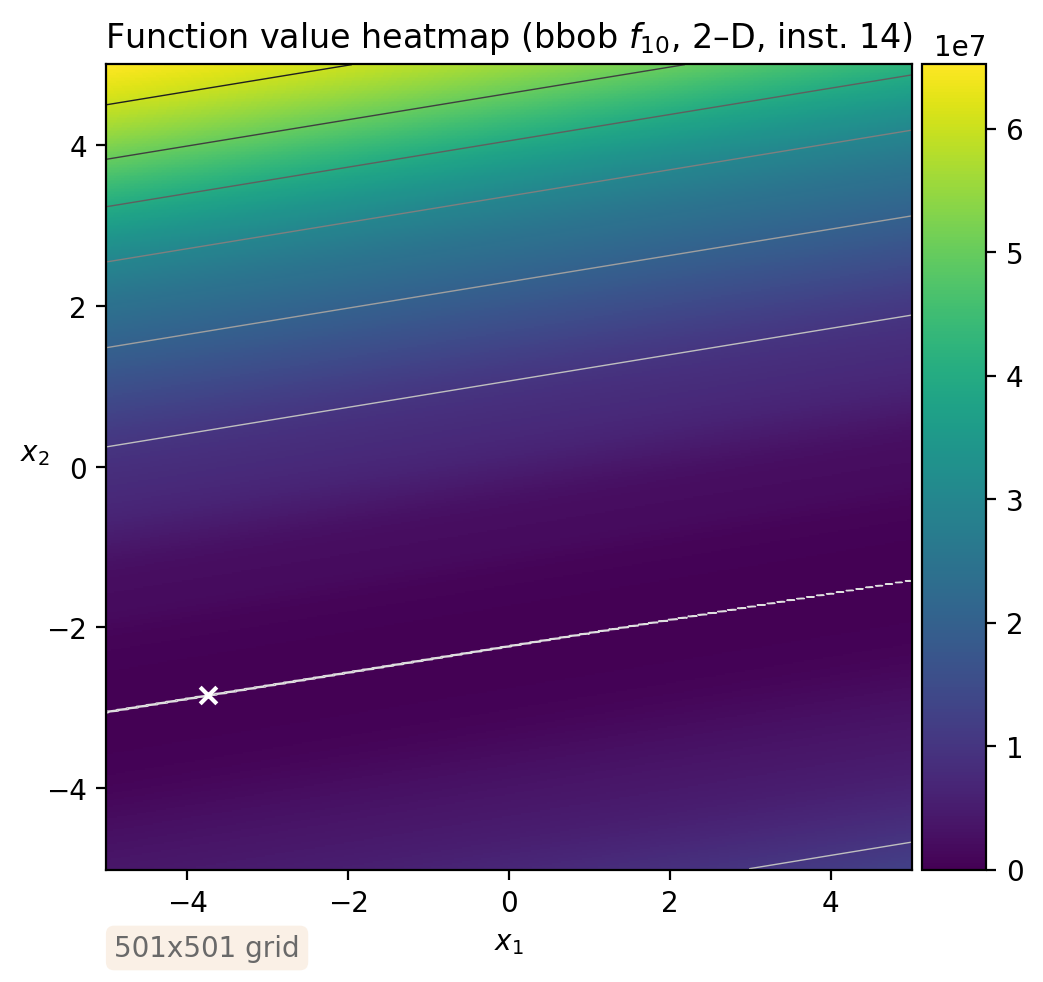 Function value heatmap (bbob f₁₀, 2–D, inst. 14)
1e7
6
5
4
3
2
1
0
4
2
0
−2
−4
x₂
−4 −2 0 2 4
x₁
501x501 grid